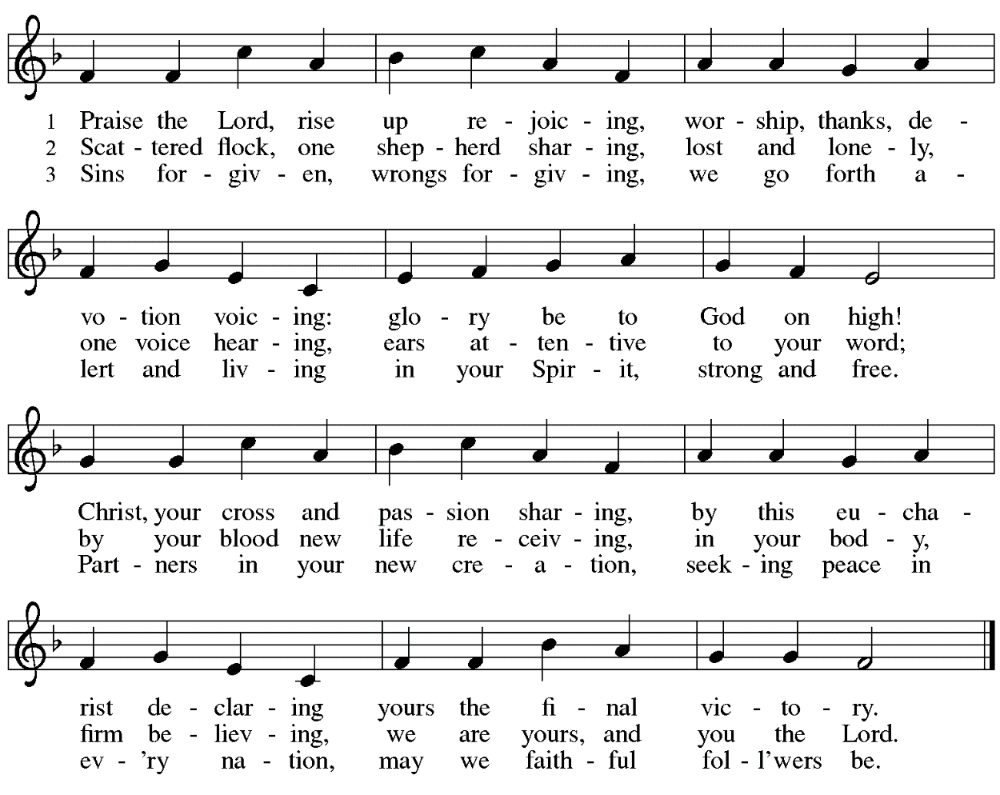 1 Praise the Lord, rise up re - joic - ing, wor - ship, thanks, de -
2 Scat - tered flock, one shep - herd shar - ing, lost and lone - ly,
3 Sins for - giv - en, wrongs for - giv - ing, we go forth a -
vo - tion voic - ing: glo - ry be to God on high!
one voice hear - ing, ears at - ten - tive to your word;
lert and liv - ing in your Spir - it, strong and free.
Christ, your cross and pas - sion shar - ing, by this eu - cha -
by your blood new life re - ceiv - ing, in your bod - y,
Part - ners in your new cre - a - tion, seek - ing peace in
rist de - clar - ing yours the fi - nal vic - to - ry.
firm be - liev - ing, we are yours, and you the Lord.
ev - 'ry na - tion, may we faith - ful fol - l'wers be.